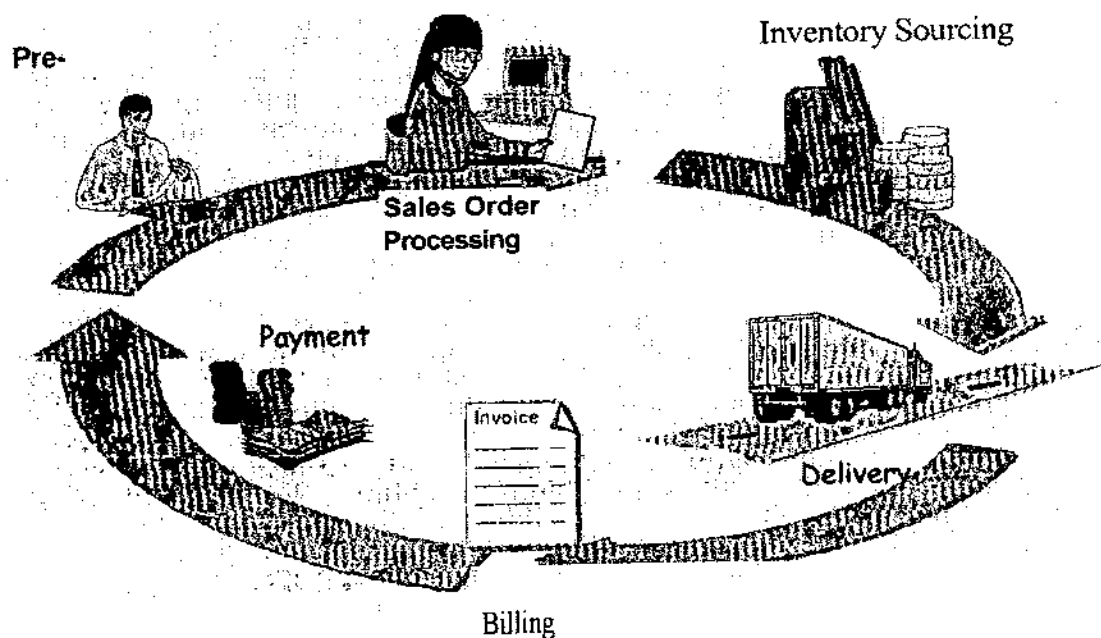 Pre-
Inventory Sourcing
Sales Order
Processing
Payment
Invoice
Delivery
Billing